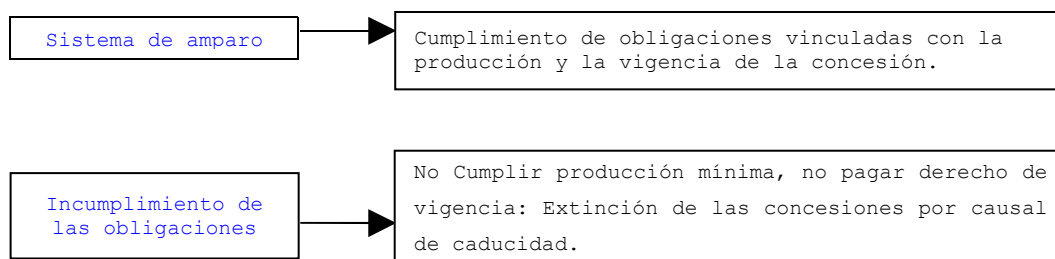 Sistema de amparo
Cumplimiento de obligaciones vinculadas con la
producción y la vigencia de la concesión.
Incumplimiento de
las obligaciones
No Cumplir producción mínima, no pagar derecho de
vigencia: Extinción de las concesiones por causal
de caducidad.